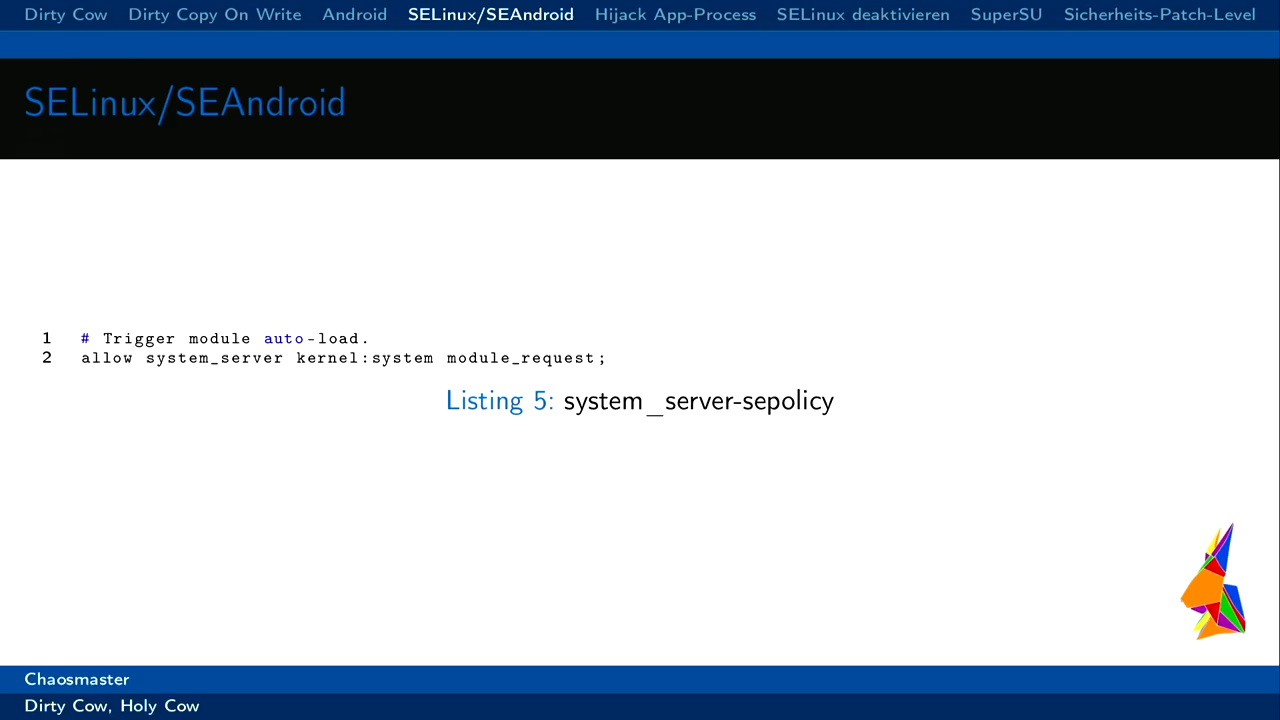 Dirty Cow Dirty Copy On Write Android SELinux/SEAndroid Hijack App-Process SELinux deaktivieren SuperSU Sicherheits-Patch-Level
SELinux/SEAndroid
1 # Trigger module auto-load.
2 allow system_server kernel:system module_request;
Listing 5: system_server-sepolicy
Chaosmaster
Dirty Cow, Holy Cow